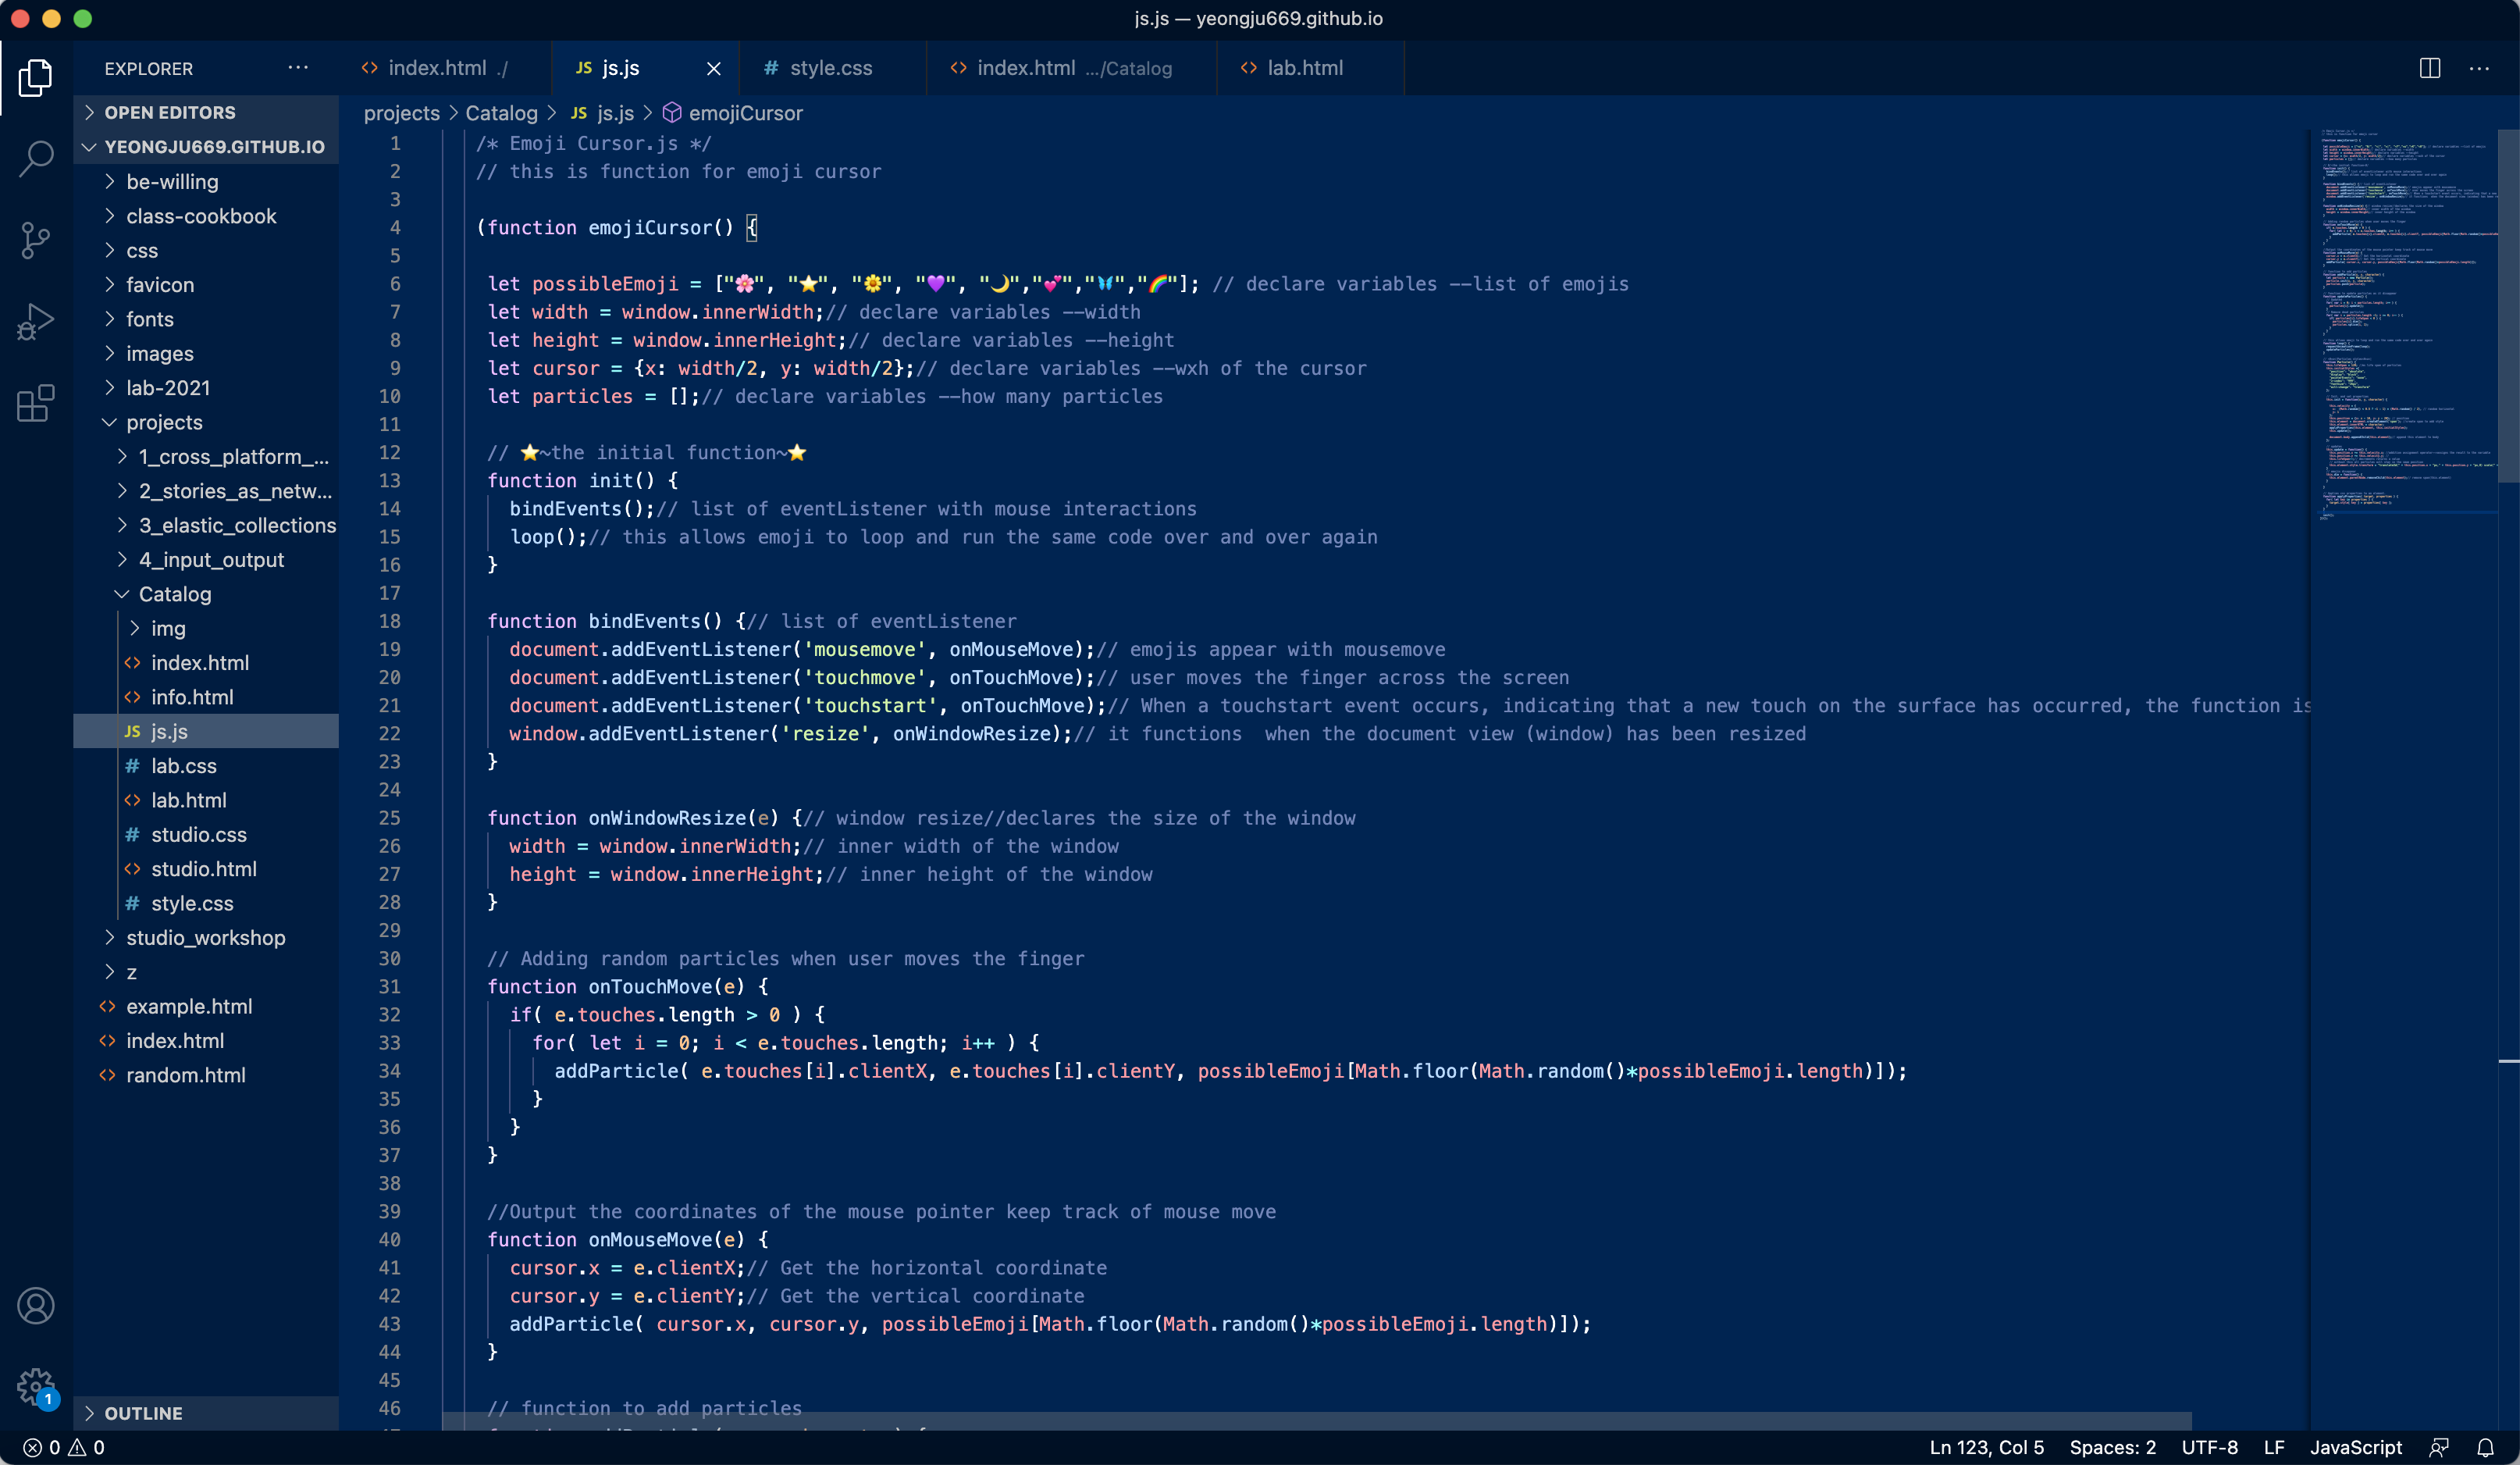 js.js — yeongju669.github.io
EXPLORER ...
index.html ./
JS js.js
# style.css
index.html .../Catalog
lab.html
OPEN EDITORS
YEONGJU669.GITHUB.IO
be-willing
class-cookbook
css
favicon
fonts
images
lab-2021
projects
1_cross_platform_...
2_stories_as_netw...
3_elastic_collections
4_input_output
Catalog
img
index.html
info.html
JS js.js
# lab.css
lab.html
# studio.css
studio.html
# style.css
studio_workshop
z
example.html
index.html
random.html
OUTLINE
projects > Catalog > JS js.js > emojiCursor
1 /* Emoji Cursor.js */
2 // this is function for emoji cursor
3
4 (function emojiCursor() {
5
6 let possibleEmoji = ["🌸", "⭐", "🌼", "💜", "🌙","💕","🦋","🌈"]; // declare variables --list of emojis
7 let width = window.innerWidth;// declare variables --width
8 let height = window.innerHeight;// declare variables --height
9 let cursor = {x: width/2, y: width/2};// declare variables --wxh of the cursor
10 let particles = [];// declare variables --how many particles
11
12 // ⭐~the initial function~⭐
13 function init() {
14 bindEvents();// list of eventListener with mouse interactions
15 loop();// this allows emoji to loop and run the same code over and over again
16 }
17
18 function bindEvents() {// list of eventListener
19 document.addEventListener('mousemove', onMouseMove);// emojis appear with mousemove
20 document.addEventListener('touchmove', onTouchMove);// user moves the finger across the screen
21 document.addEventListener('touchstart', onTouchMove);// When a touchstart event occurs, indicating that a new touch on the surface has occurred, the function is
22 window.addEventListener('resize', onWindowResize);// it functions  when the document view (window) has been resized
23 }
24
25 function onWindowResize(e) {// window resize//declares the size of the window
26 width = window.innerWidth;// inner width of the window
27 height = window.innerHeight;// inner height of the window
28 }
29
30 // Adding random particles when user moves the finger
31 function onTouchMove(e) {
32 if( e.touches.length > 0 ) {
33 for( let i = 0; i < e.touches.length; i++ ) {
34 addParticle( e.touches[i].clientX, e.touches[i].clientY, possibleEmoji[Math.floor(Math.random()*possibleEmoji.length)]);
35 }
36 }
37 }
38
39 //Output the coordinates of the mouse pointer keep track of mouse move
40 function onMouseMove(e) {
41 cursor.x = e.clientX;// Get the horizontal coordinate
42 cursor.y = e.clientY;// Get the vertical coordinate
43 addParticle( cursor.x, cursor.y, possibleEmoji[Math.floor(Math.random()*possibleEmoji.length)]);
44 }
45
46 // function to add particles
1
0 0
Ln 123, Col 5 Spaces: 2 UTF-8 LF JavaScript